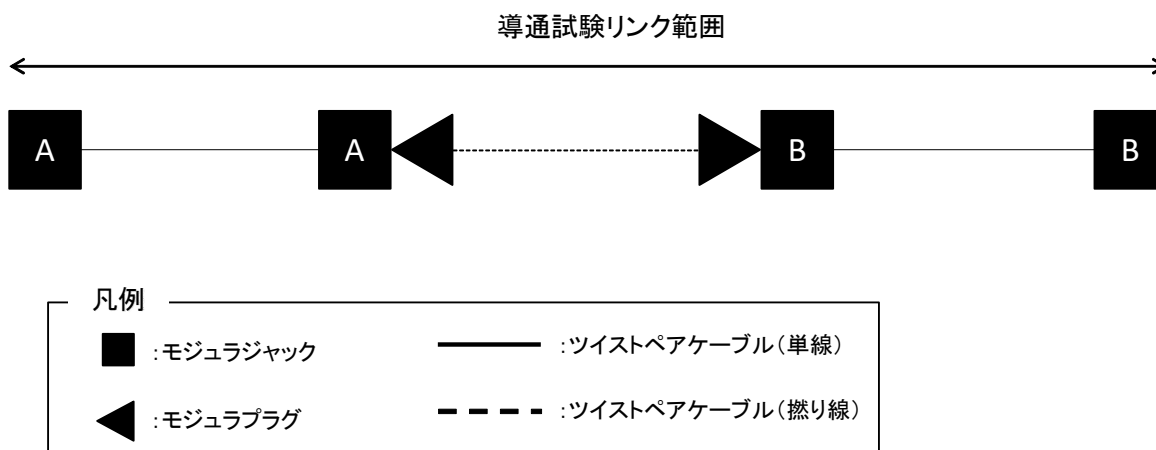 導通試験リンク範囲
A A B B
凡例
:モジュラジャック :ツイストペアケーブル(単線)
:モジュラプラグ :ツイストペアケーブル(撚り線)